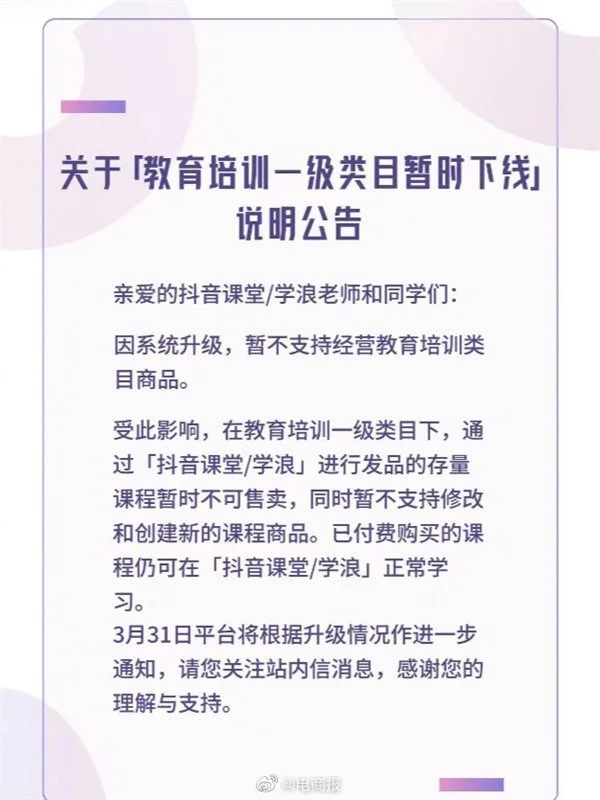 关于「教育培训一级类目暂时下线」
说明公告
亲爱的抖音课堂/学浪老师和同学们：
因系统升级，暂不支持经营教育培训类
目商品。
受此影响，在教育培训一级类目下，通
过「抖音课堂/学浪」进行发品的存量
课程暂时不可售卖，同时暂不支持修改
和创建新的课程商品。已付费购买的课
程仍可在「抖音课堂/学浪」正常学
习。
3月31日平台将根据升级情况作进一步
通知，请您关注站内信消息，感谢您的
理解与支持。
@电商报